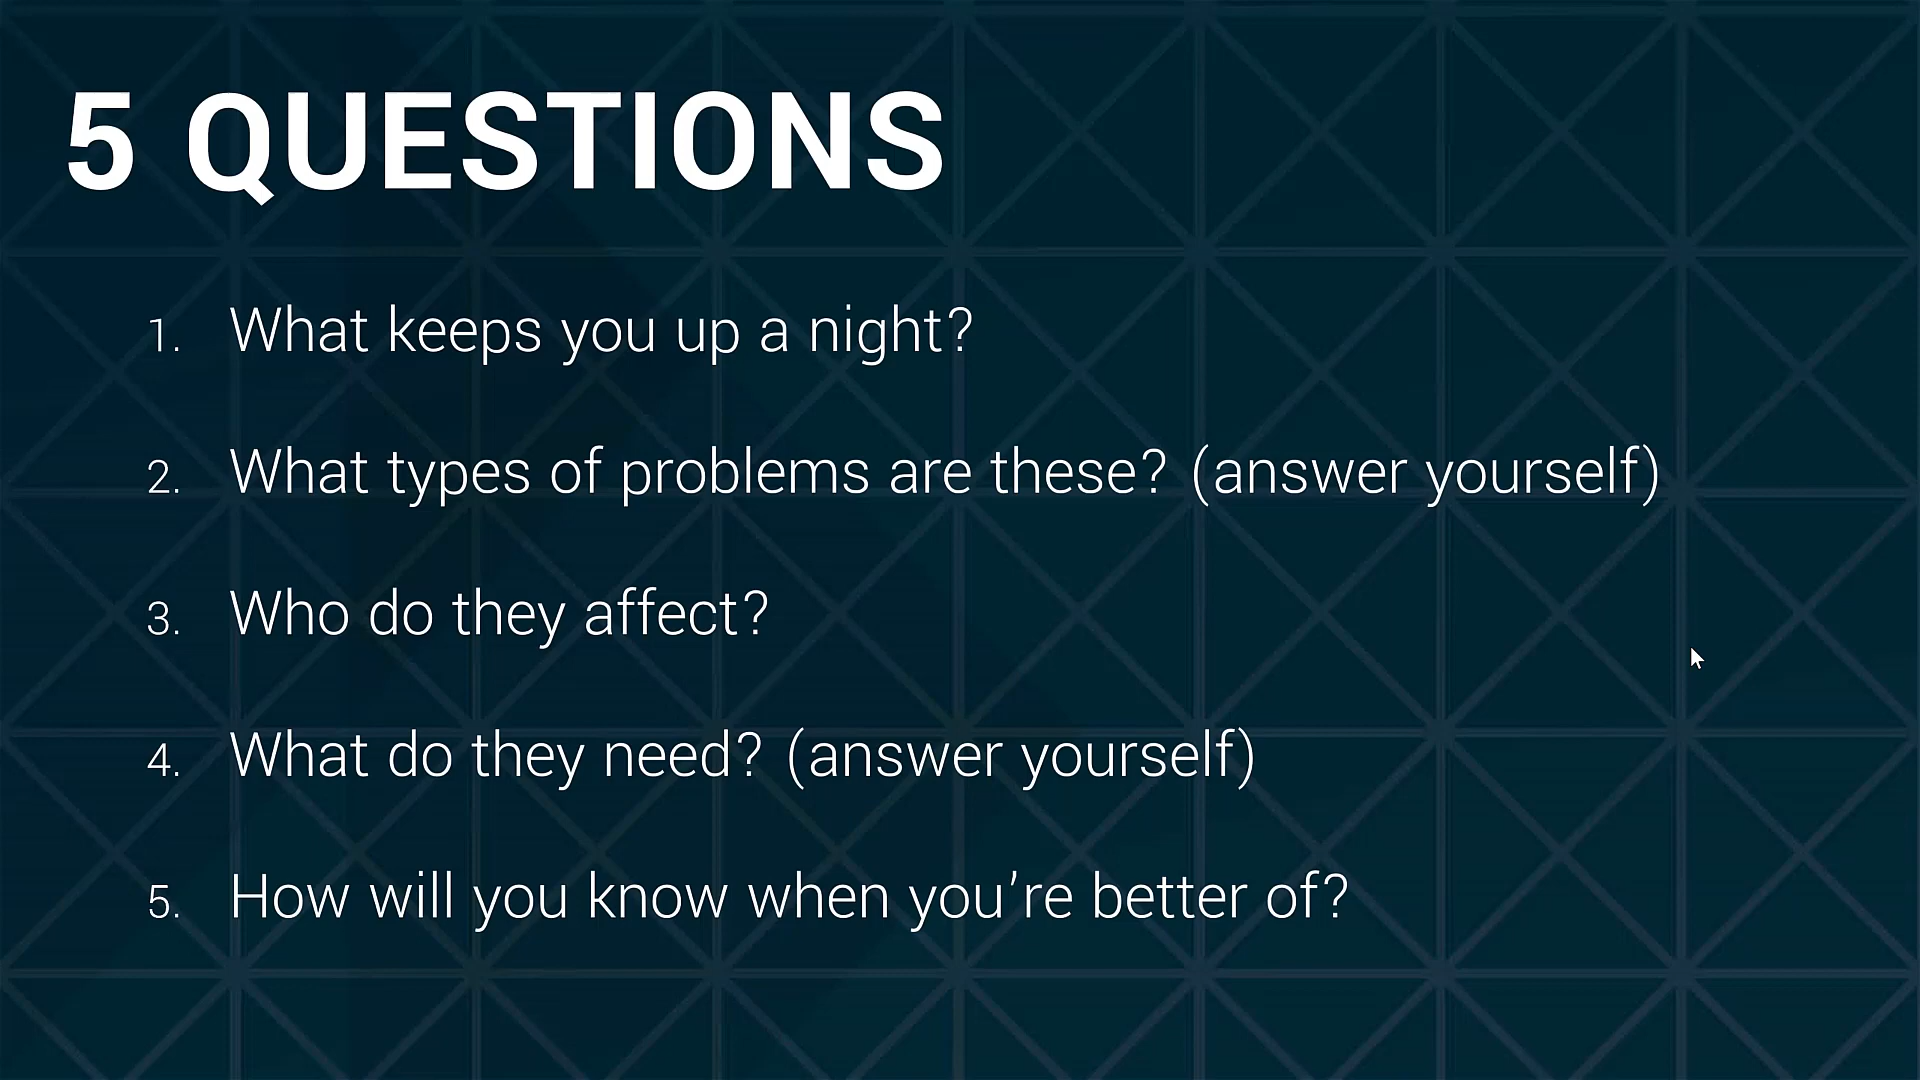 5 QUESTIONS
1. What keeps you up a night?
2. What types of problems are these? (answer yourself)
3. Who do they affect?
4. What do they need? (answer yourself)
5. How will you know when you’re better of?